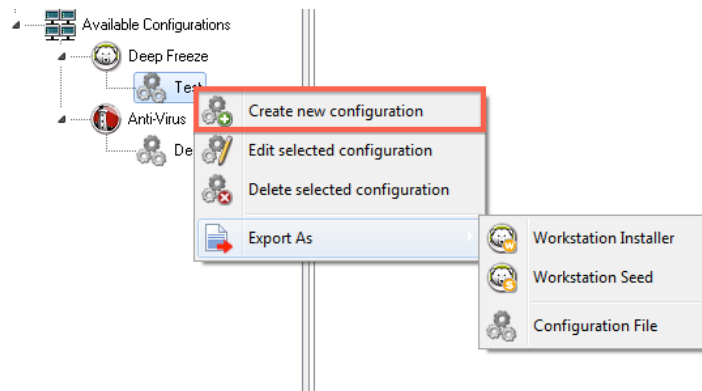 Available Configurations
Deep Freeze
Test
Create new configuration
Anti-Virus
Edit selected configuration
De
Delete selected configuration
Export As
Workstation Installer
Workstation Seed
Configuration File